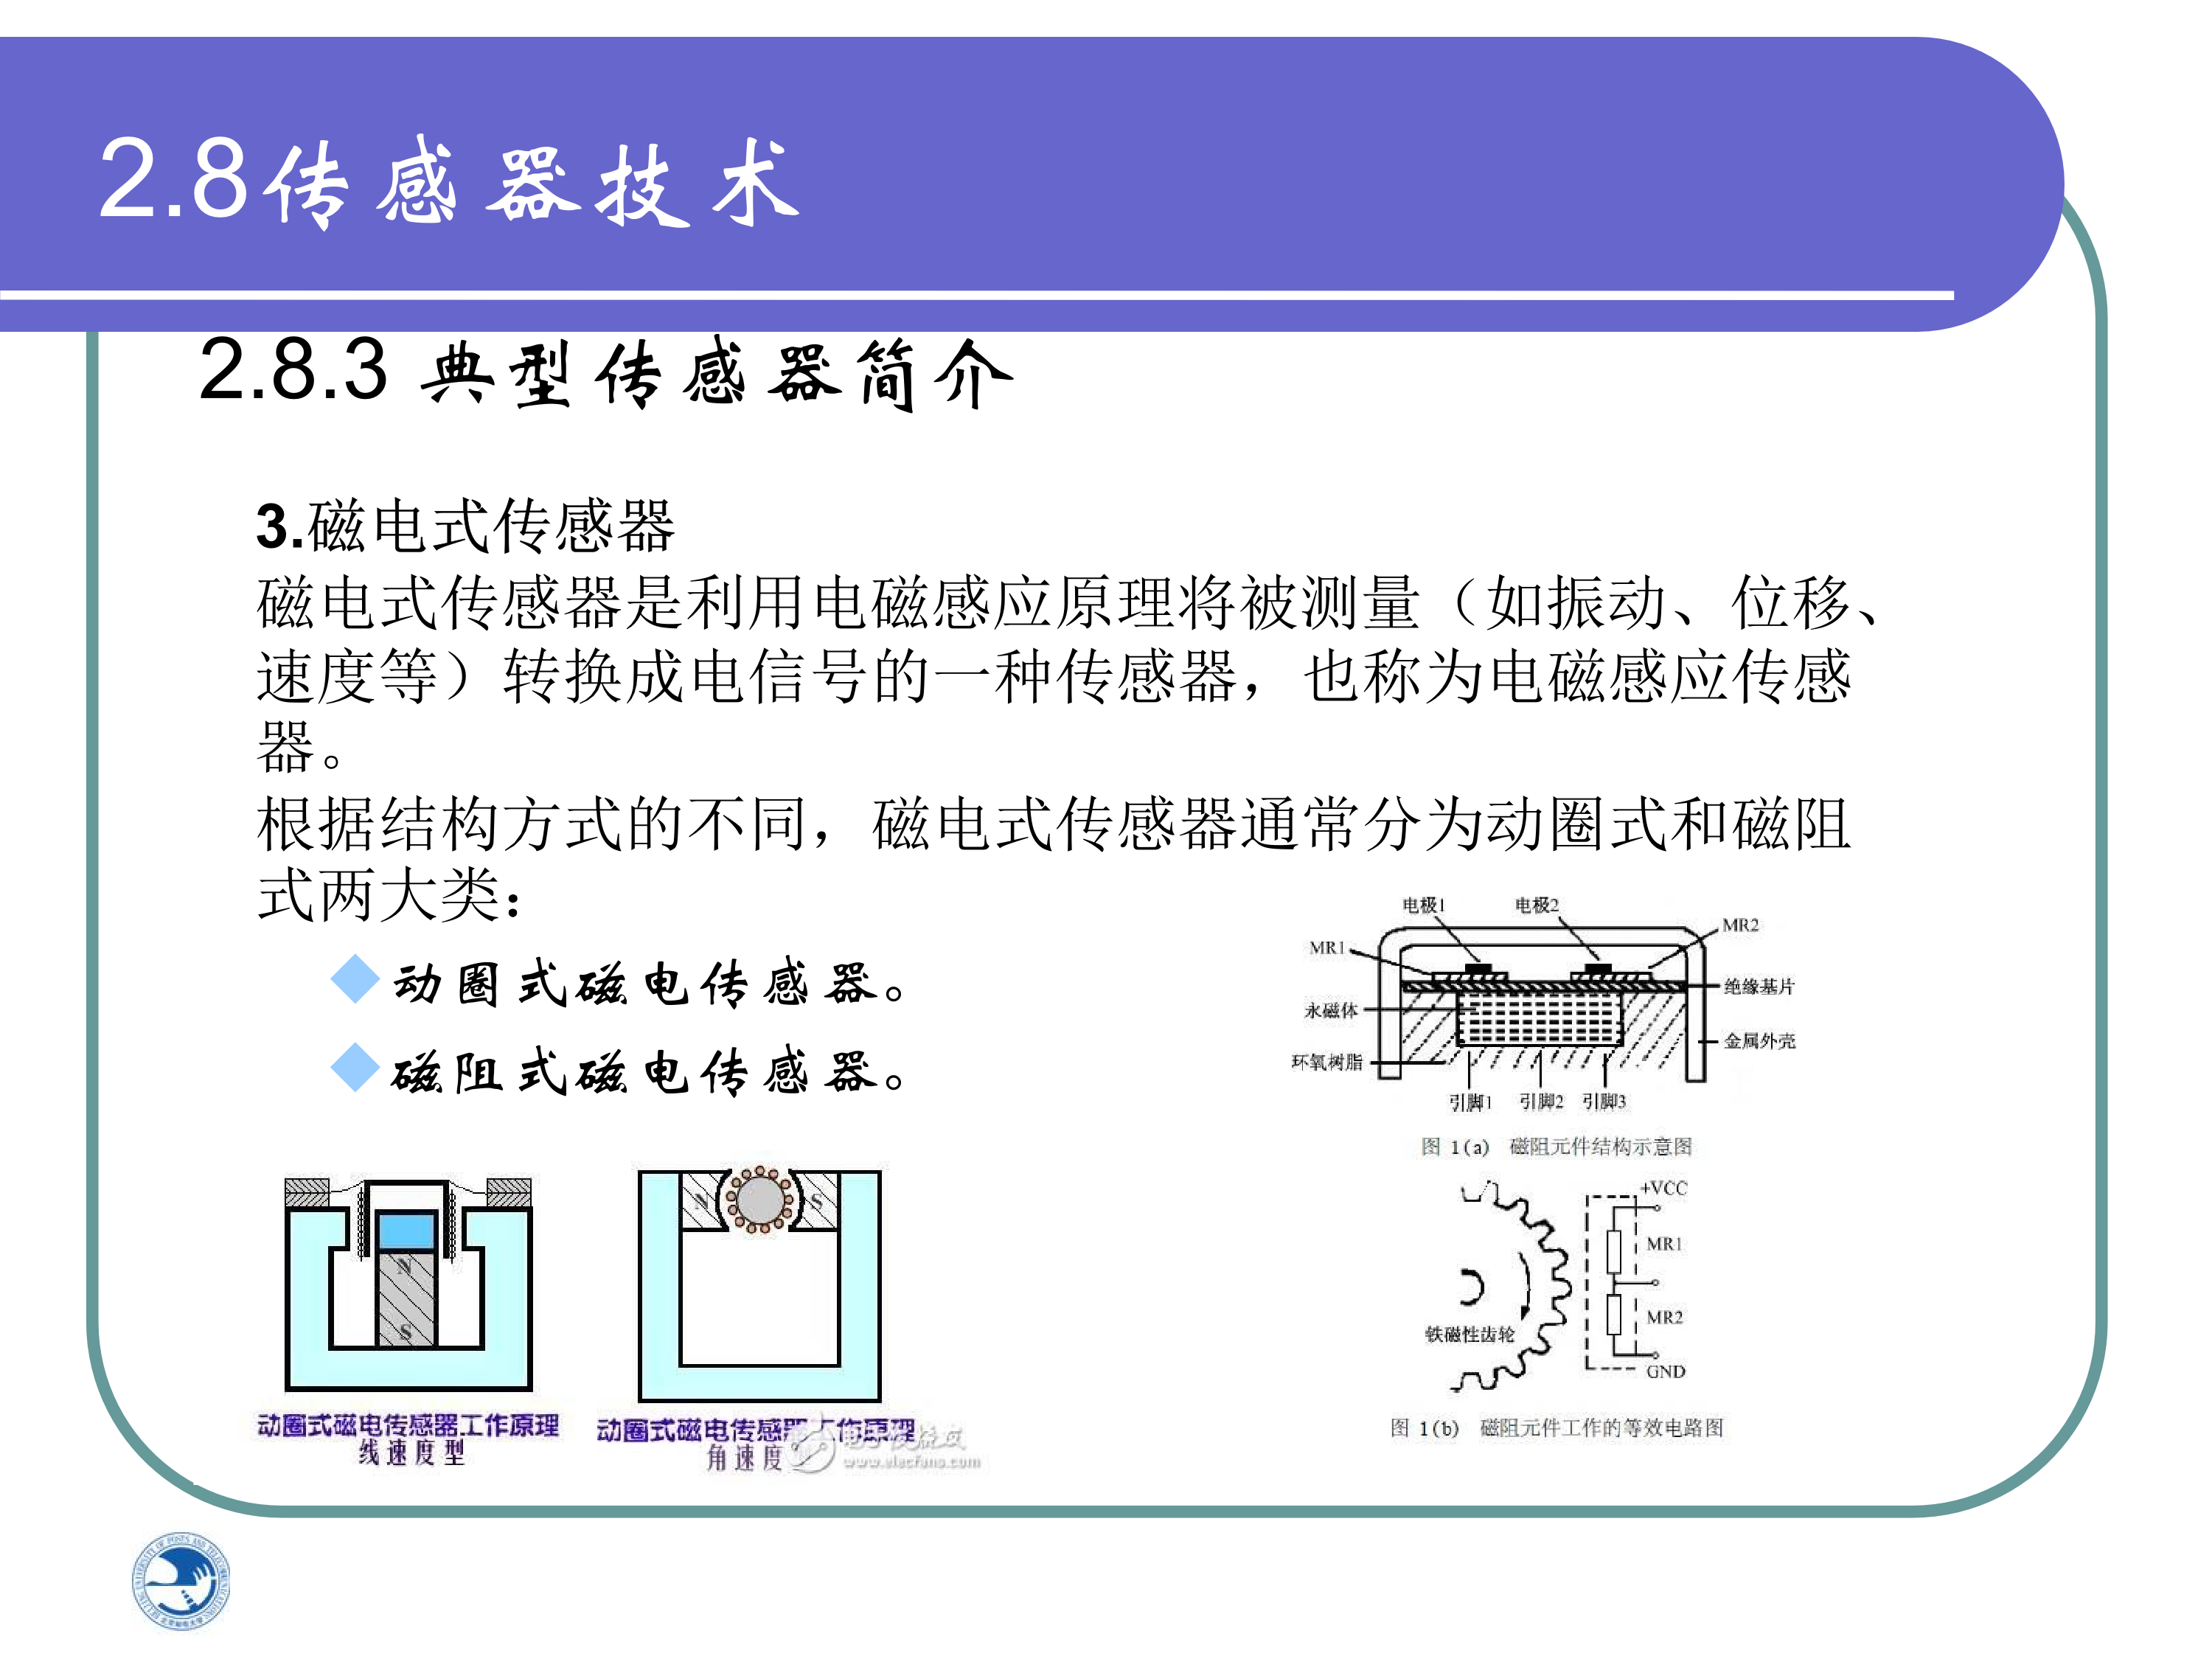 2.8传感器技术
2.8.3 典型传感器简介
3.磁电式传感器
磁电式传感器是利用电磁感应原理将被测量（如振动、位移、
速度等）转换成电信号的一种传感器，也称为电磁感应传感
器。
根据结构方式的不同，磁电式传感器通常分为动圈式和磁阻
式两大类：
动圈式磁电传感器。
磁阻式磁电传感器。
电极1 电极2
MR1 MR2
绝缘基片
永磁体
金属外壳
环氧树脂
引脚1 引脚2 引脚3
图 1(a) 磁阻元件结构示意图
N
S
动圈式磁电传感器工作原理
线速度型
N S
动圈式磁电传感器工作原理
角速度
电子发烧友
www.elecfans.com
+VCC
MR1
MR2
铁磁性齿轮
GND
图 1(b) 磁阻元件工作的等效电路图